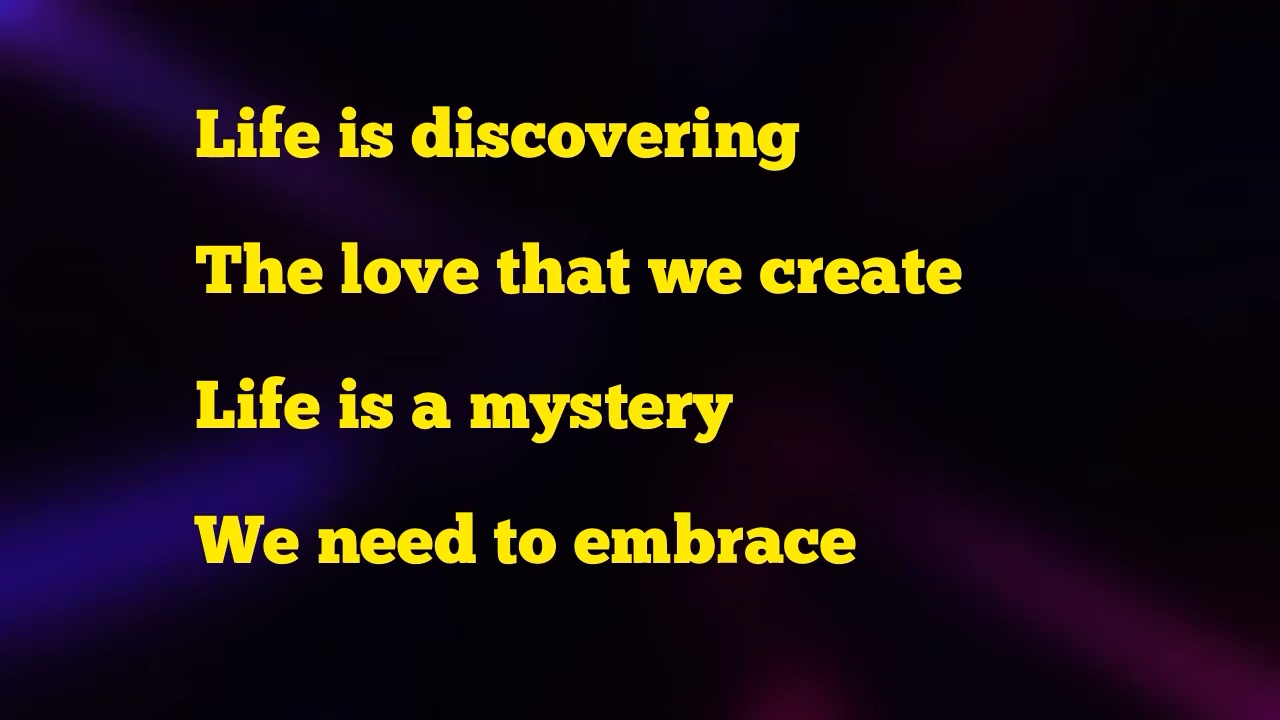 Life is discovering
The love that we create
Life is a mystery
We need to embrace